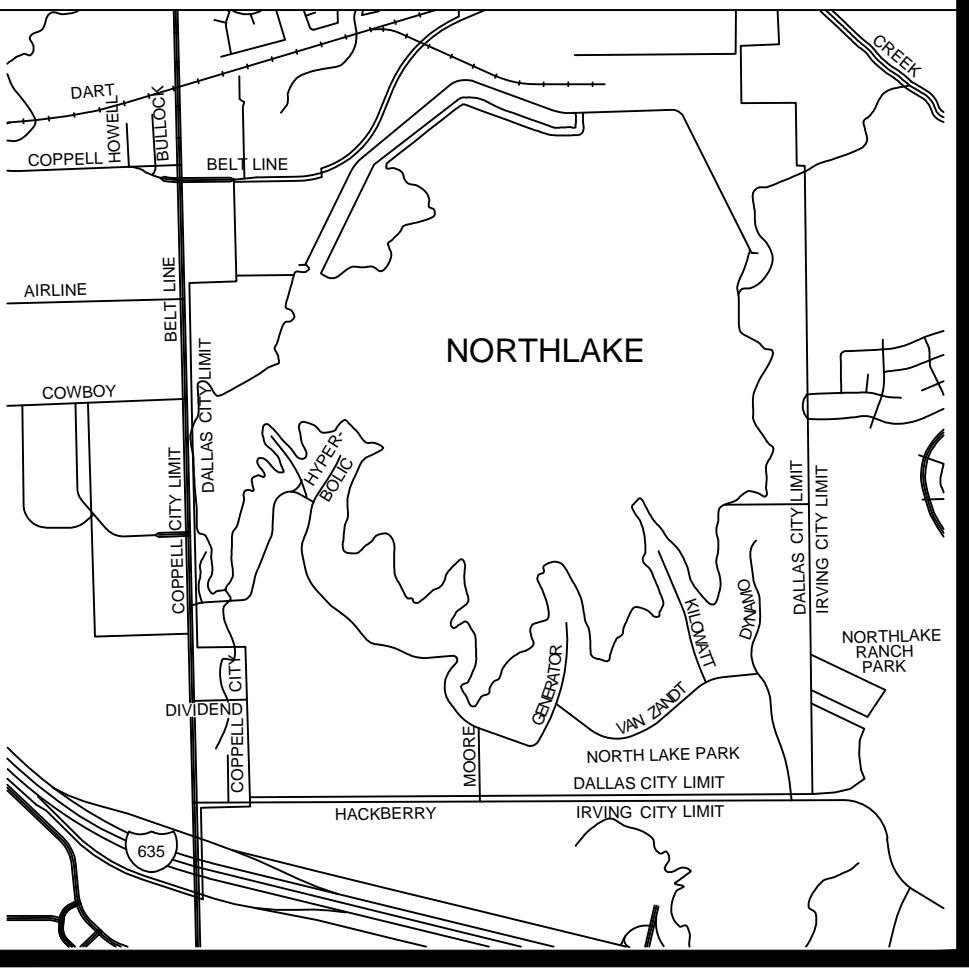 CREEK
DART
HOWELL
BULLOCK
COPPELL
BELT LINE
BELT LINE
AIRLINE
NORTHLAKE
DALLAS CITY LIMIT
COWBOY
HYPER-
BOLIC
COPPELL CITY LIMIT
DALLAS CITY LIMIT
IRVING CITY LIMIT
KILOWATT
DYNAMO
NORTHLAKE
RANCH
PARK
GENERATOR
COPPELL CITY
DIVIDEND
VAN ZANDT
MOORE
NORTH LAKE PARK
DALLAS CITY LIMIT
HACKBERRY
IRVING CITY LIMIT
635